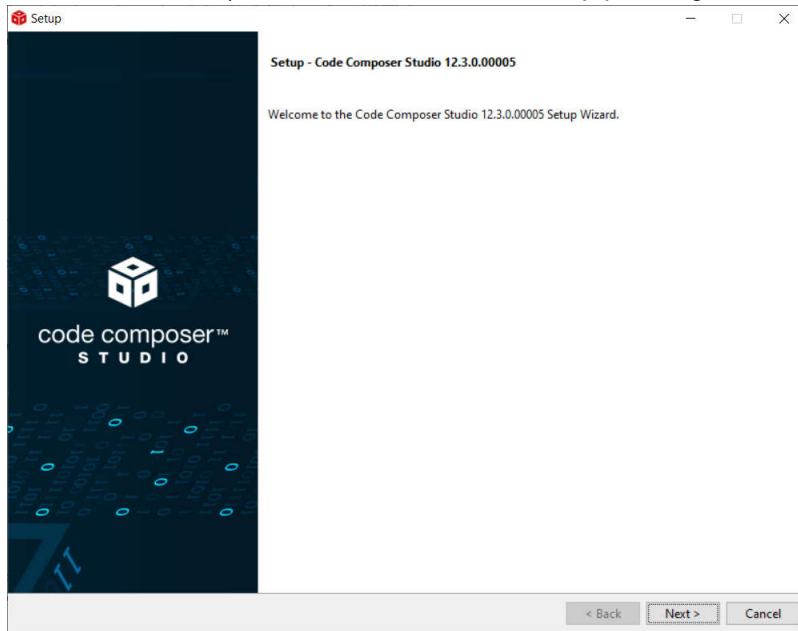 Setup
Setup - Code Composer Studio 12.3.0.00005
Welcome to the Code Composer Studio 12.3.0.00005 Setup Wizard.
code composer™
STUDIO
< Back
Next >
Cancel